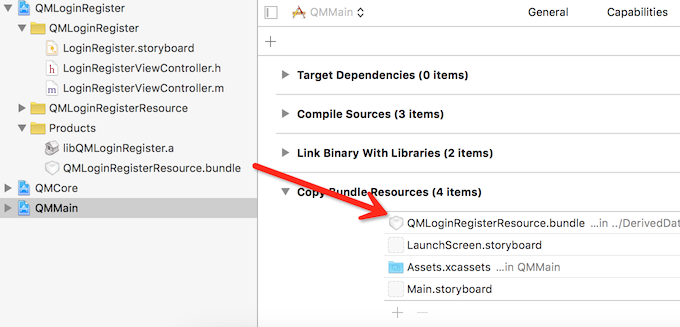 QMLoginRegister
QMLoginRegister
LoginRegister.storyboard
h LoginRegisterViewController.h
m LoginRegisterViewController.m
QMLoginRegisterResource
Products
libQMLoginRegister.a
QMLoginRegisterResource.bundle
QMCore
QMMain
QMMain
General Capabilities
+
Target Dependencies (0 items)
Compile Sources (3 items)
Link Binary With Libraries (2 items)
Copy Bundle Resources (4 items)
QMLoginRegisterResource.bundle ...in ../DerivedDat
LaunchScreen.storyboard
Assets.xcassets ...in QMMain
Main.storyboard
+ —